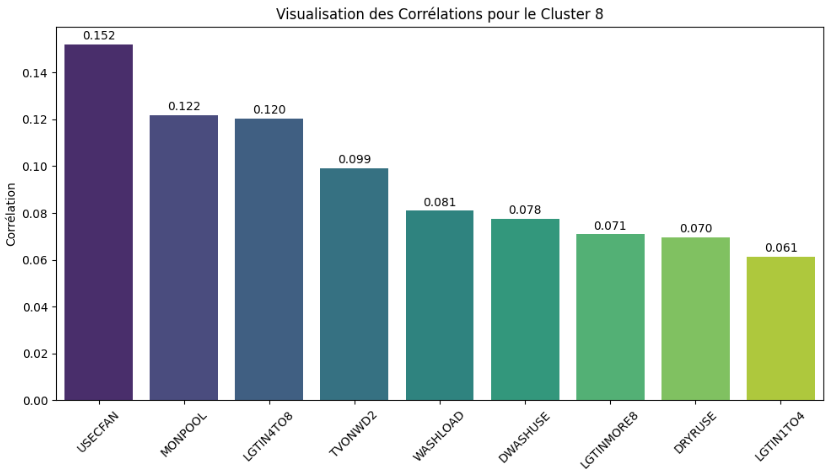 Visualisation des Corrélations pour le Cluster 8
Corrélation
0.14
0.12
0.10
0.08
0.06
0.04
0.02
0.00
0.152
0.122
0.120
0.099
0.081
0.078
0.071
0.070
0.061
USECFAN
MONPOOL
LGTIN4TO8
TVONWD2
WASHLOAD
DWASHUSE
LGTINMORE8
DRYRUSE
LGTIN1TO4